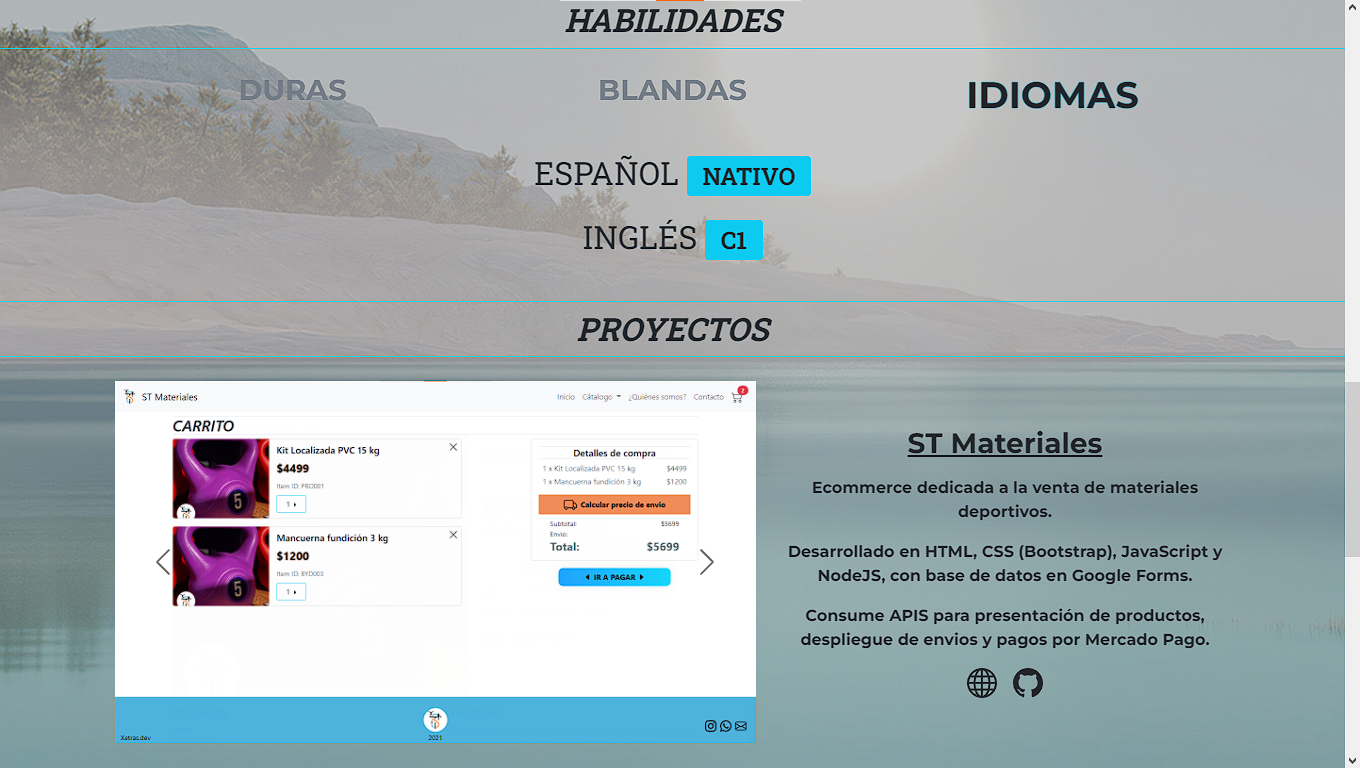 HABILIDADES
DURAS
BLANDAS
IDIOMAS
ESPAÑOL NATIVO
INGLÉS C1
PROYECTOS
ST Materiales
Inicio Cátalogo ¿Quiénes somos? Contacto 2
CARRITO
Kit Localizada PVC 15 kg
$4499
Item ID: PRO001
1
5
Mancuerna fundición 3 kg
$1200
Item ID: BYD003
1
5
Detalles de compra
1 x Kit Localizada PVC 15 kg $4499
1 x Mancuerna fundición 3 kg $1200
Calcular precio de envio
Subtotal: $5699
Envio:
Total: $5699
IR A PAGAR
Xetras.dev
2021
ST Materiales
Ecommerce dedicada a la venta de materiales
deportivos.
Desarrollado en HTML, CSS (Bootstrap), JavaScript y
NodeJS, con base de datos en Google Forms.
Consume APIS para presentación de productos,
despliegue de envios y pagos por Mercado Pago.